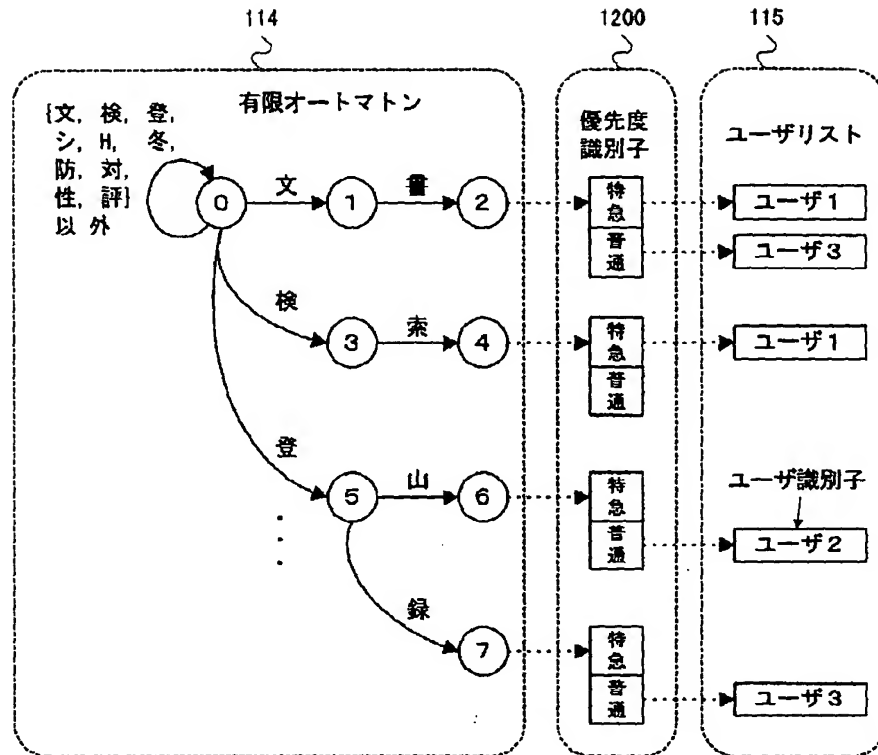 114
1200
115
{文, 検, 登,
シ, H, 冬,
防, 対,
性, 評}
以外
有限オートマトン
優先度
識別子
ユーザリスト
0
文
1
書
2
特急
普通
ユーザ1
ユーザ3
検
3
索
4
特急
普通
ユーザ1
登
5
山
6
特急
普通
ユーザ識別子
ユーザ2
録
7
特急
普通
ユーザ3